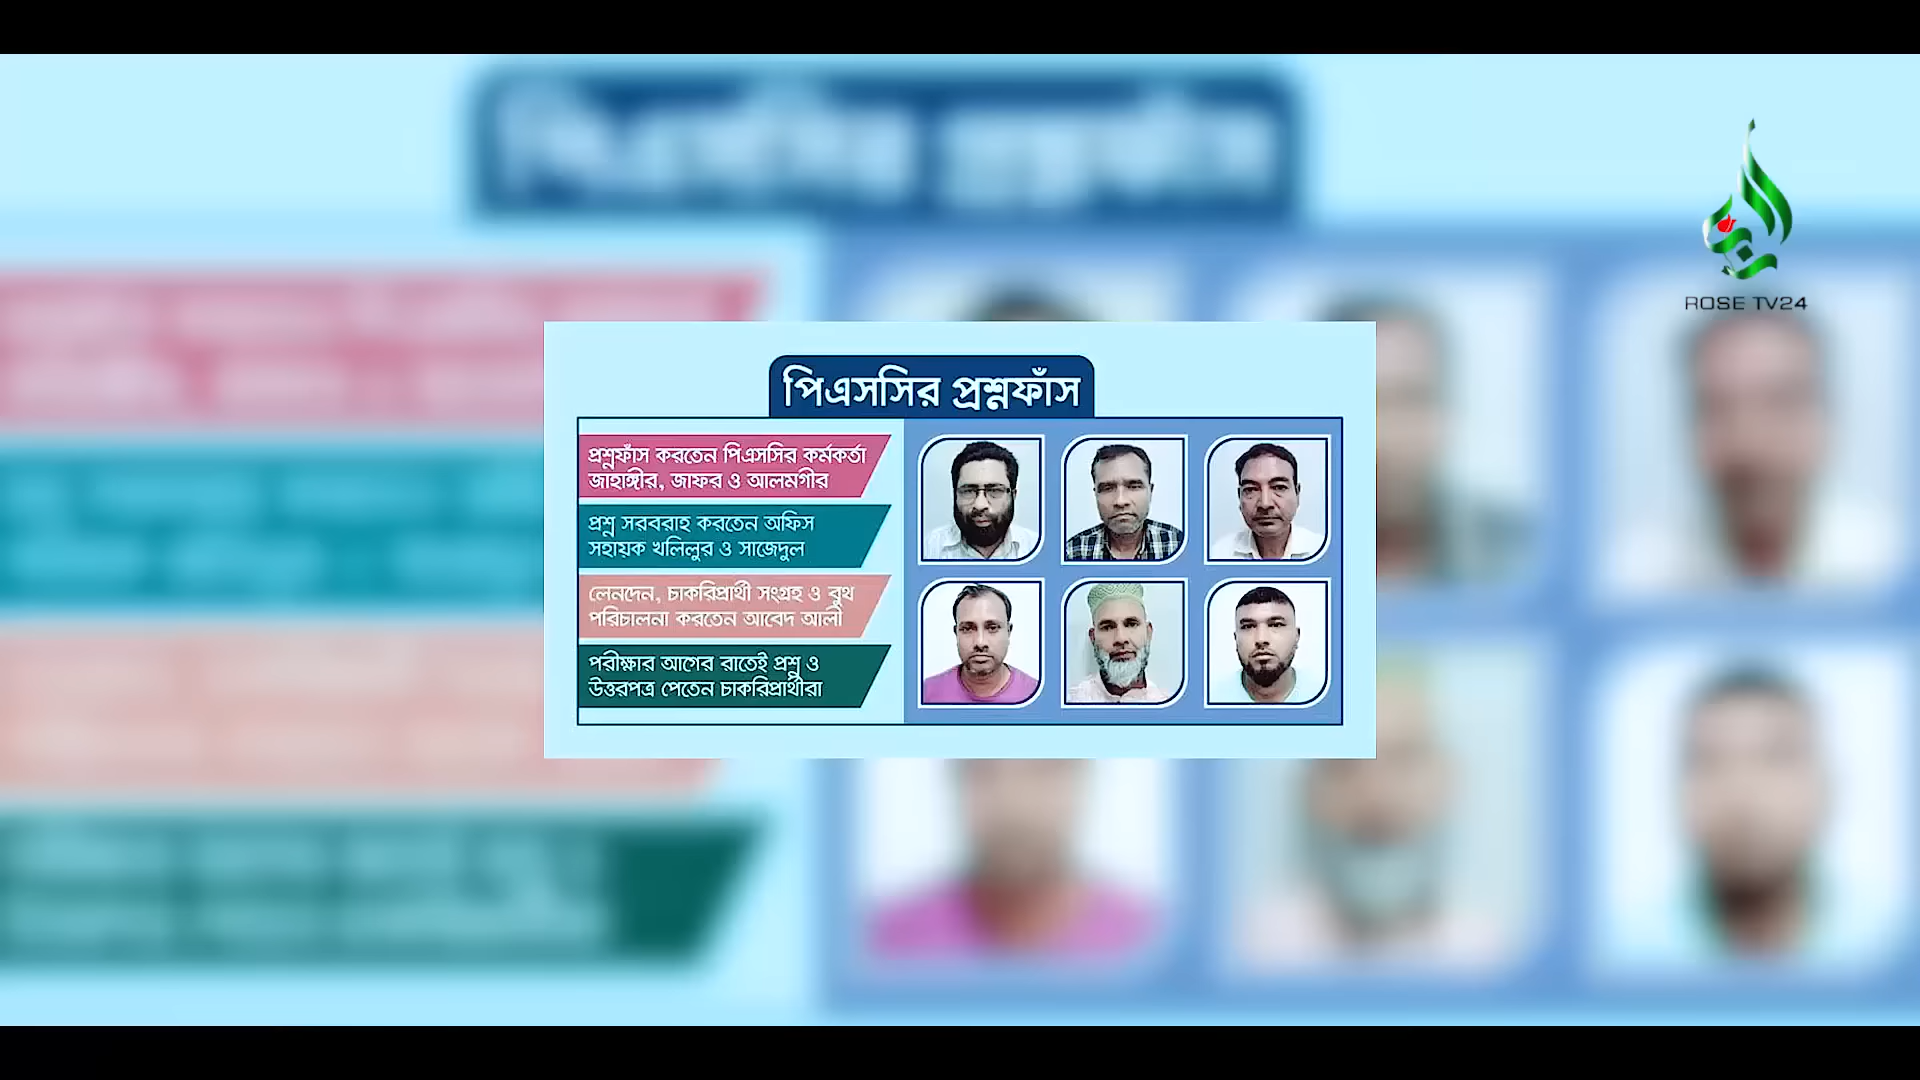 ROSE TV24
পিএসসির প্রশ্নফাঁস
প্রশ্নফাঁস করতেন পিএসসির কর্মকর্তা
জাহাঙ্গীর, জাফর ও আলমগীর
প্রশ্ন সরবরাহ করতেন অফিস
সহায়ক খলিলুর ও সাজেদুল
লেনদেন, চাকরিপ্রার্থী সংগ্রহ ও বুথ
পরিচালনা করতেন আবেদ আলী
পরীক্ষার আগের রাতেই প্রশ্ন ও
উত্তরপত্র পেতেন চাকরিপ্রার্থীরা